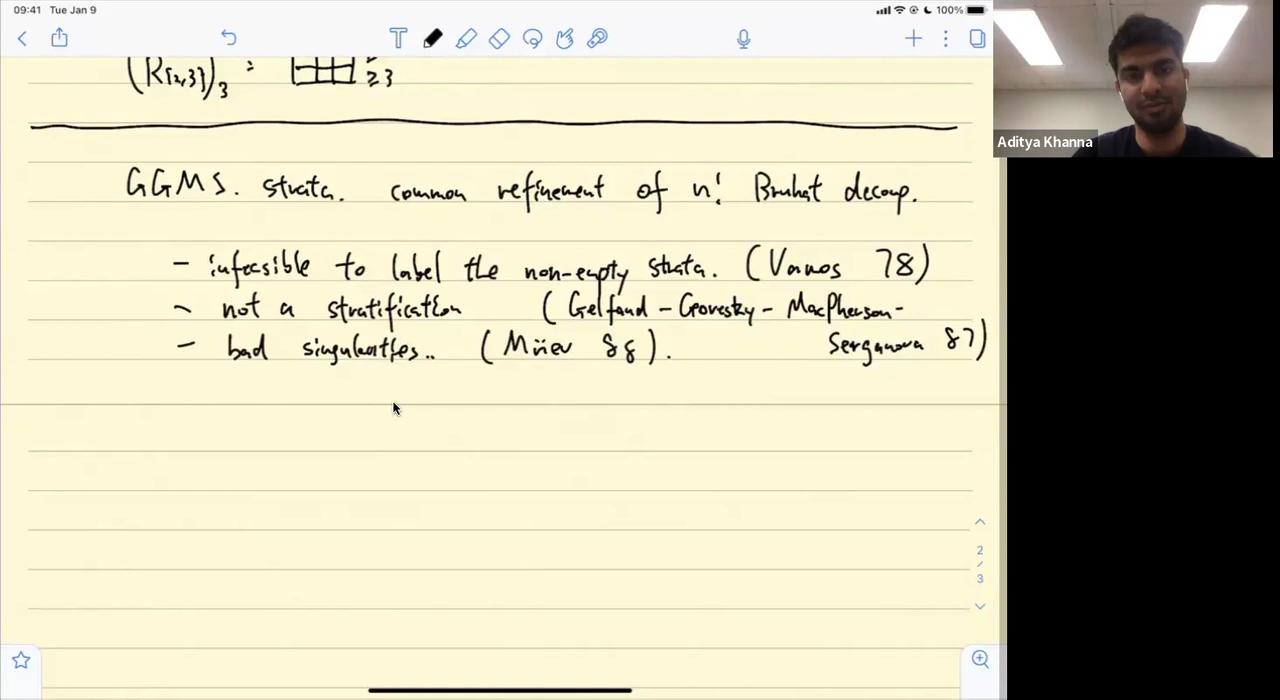 09:41 Tue Jan 9
100%
Aditya Khanna
(R[2,3])3 :
23
GGMS. strata. common refinement of n! Bruhat decomp.
- infeasible to label the non-empty strata. (Vamos 78)
- not a stratification (Gelfand - Goresky - MacPherson-
Serganova 87)
- bad singularities.. (Mnëv 88).
2
/
3